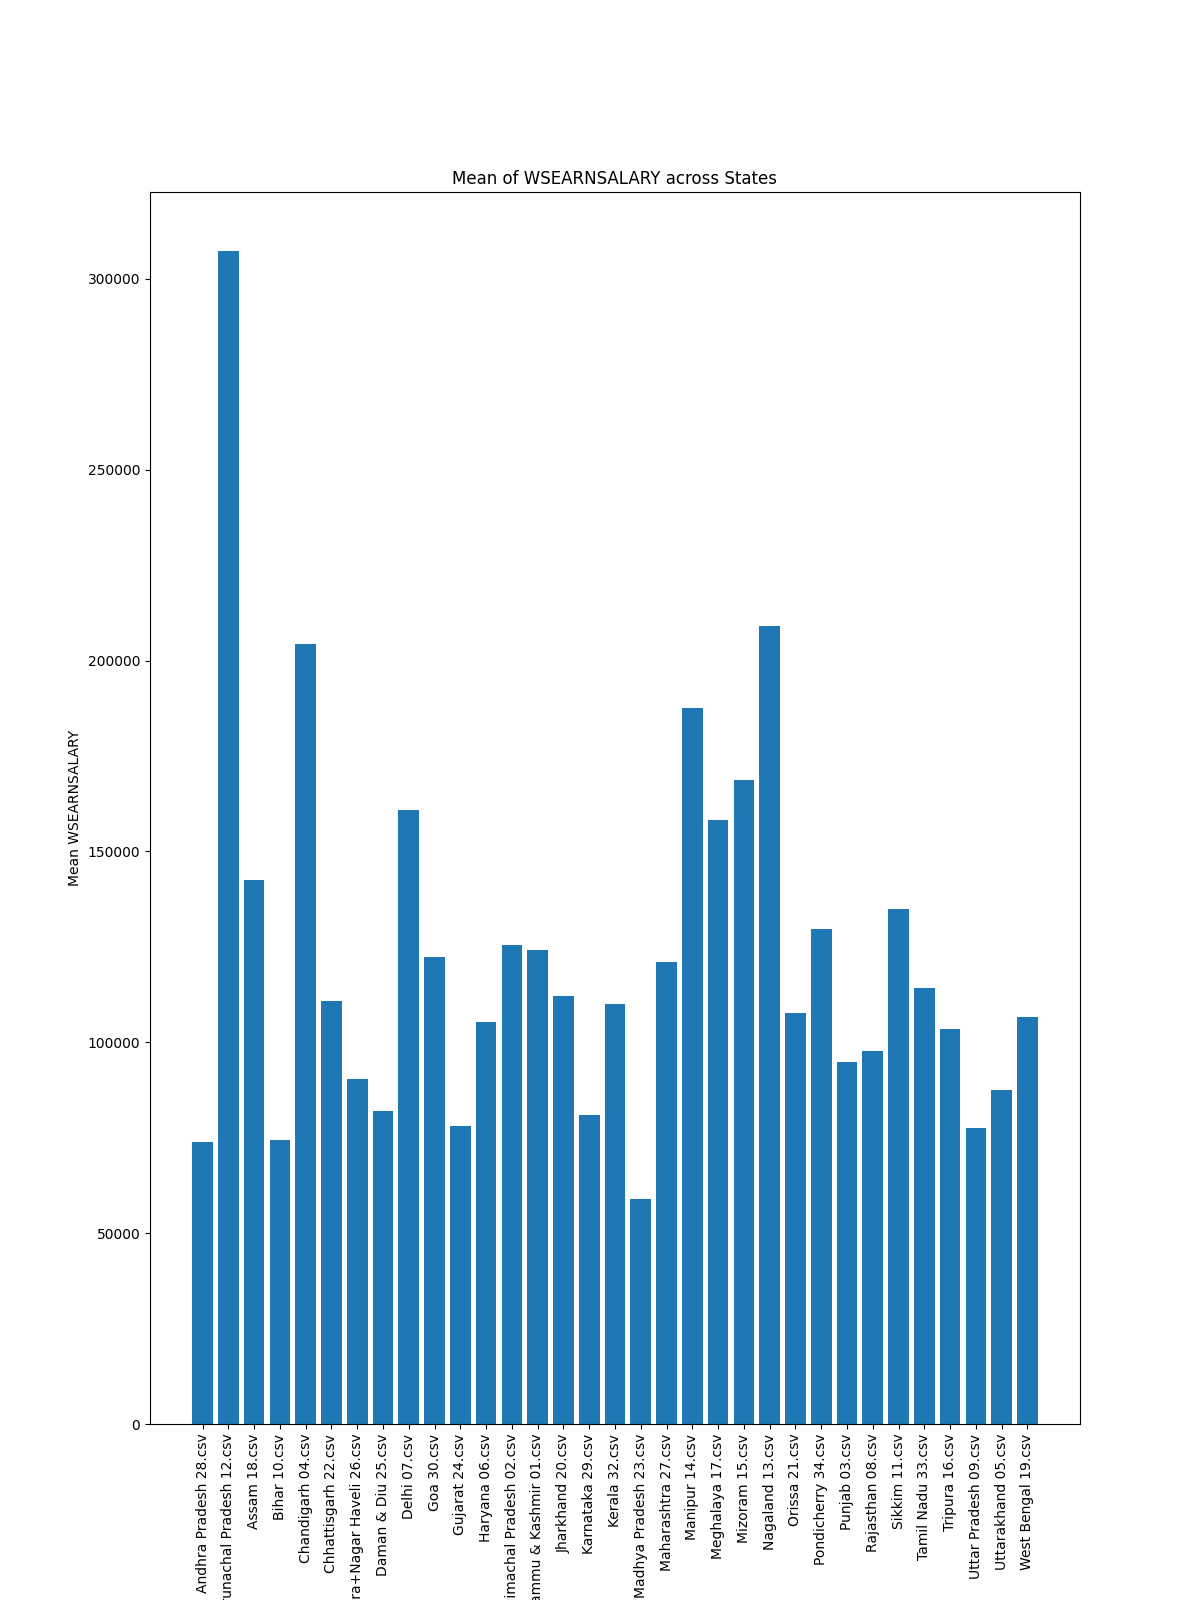 Mean of WSEARNSALARY across States
Mean WSEARNSALARY
300000
250000
200000
150000
100000
50000
0
Andhra Pradesh 28.csv
unachal Pradesh 12.csv
Assam 18.csv
Bihar 10.csv
Chandigarh 04.csv
Chhattisgarh 22.csv
ra+Nagar Haveli 26.csv
Daman & Diu 25.csv
Delhi 07.csv
Goa 30.csv
Gujarat 24.csv
Haryana 06.csv
imachal Pradesh 02.csv
ammu & Kashmir 01.csv
Jharkhand 20.csv
Karnataka 29.csv
Kerala 32.csv
Madhya Pradesh 23.csv
Maharashtra 27.csv
Manipur 14.csv
Meghalaya 17.csv
Mizoram 15.csv
Nagaland 13.csv
Orissa 21.csv
Pondicherry 34.csv
Punjab 03.csv
Rajasthan 08.csv
Sikkim 11.csv
Tamil Nadu 33.csv
Tripura 16.csv
Uttar Pradesh 09.csv
Uttarakhand 05.csv
West Bengal 19.csv